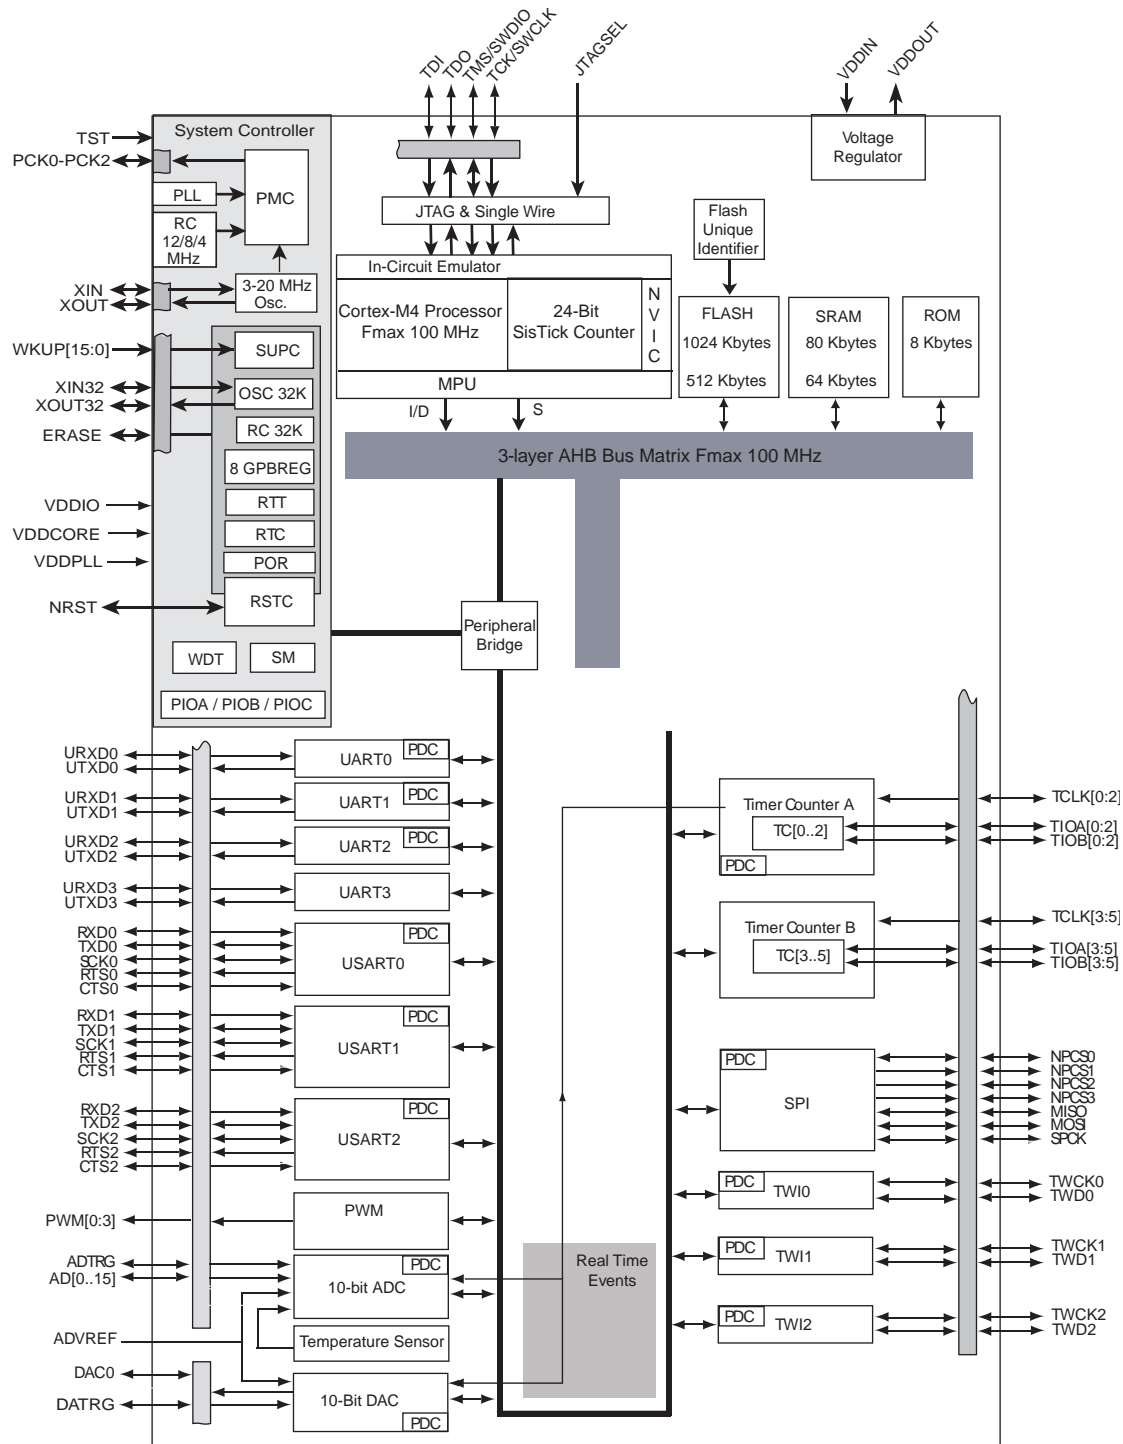 TDI
TDO
TMS/SWDIO
TCK/SWCLK
JTAGSEL
VDDIN
VDDOUT
System Controller
TST
PCK0-PCK2
PLL
PMC
RC
12/8/4
MHz
XIN
XOUT
3-20 MHz
Osc.
WKUP[15:0]
SUPC
XIN32
XOUT32
OSC 32K
ERASE
RC 32K
8 GPBREG
VDDIO
RTT
VDDCORE
RTC
VDDPLL
POR
NRST
RSTC
WDT
SM
PIOA / PIOB / PIOC
Voltage
Regulator
JTAG & Single Wire
Flash
Unique
Identifier
In-Circuit Emulator
Cortex-M4 Processor
Fmax 100 MHz
24-Bit
SisTick Counter
N
V
I
C
MPU
FLASH
1024 Kbytes
512 Kbytes
SRAM
80 Kbytes
64 Kbytes
ROM
8 Kbytes
I/D
S
3-layer AHB Bus Matrix Fmax 100 MHz
Peripheral
Bridge
URXD0
UTXD0
UART0
PDC
URXD1
UTXD1
UART1
PDC
URXD2
UTXD2
UART2
PDC
URXD3
UTXD3
UART3
RXD0
TXD0
SCK0
RTS0
CTS0
USART0
PDC
RXD1
TXD1
SCK1
RTS1
CTS1
USART1
PDC
RXD2
TXD2
SCK2
RTS2
CTS2
USART2
PDC
PWM[0:3]
PWM
ADTRG
AD[0..15]
10-bit ADC
PDC
ADVREF
Temperature Sensor
DAC0
DATRG
10-Bit DAC
PDC
Real Time
Events
Timer Counter A
TC[0..2]
PDC
TCLK[0:2]
TIOA[0:2]
TIOB[0:2]
Timer Counter B
TC[3..5]
TCLK[3:5]
TIOA[3:5]
TIOB[3:5]
PDC
SPI
NPCS0
NPCS1
NPCS2
NPCS3
MISO
MOSI
SPCK
PDC
TWI0
TWCK0
TWD0
PDC
TWI1
TWCK1
TWD1
PDC
TWI2
TWCK2
TWD2